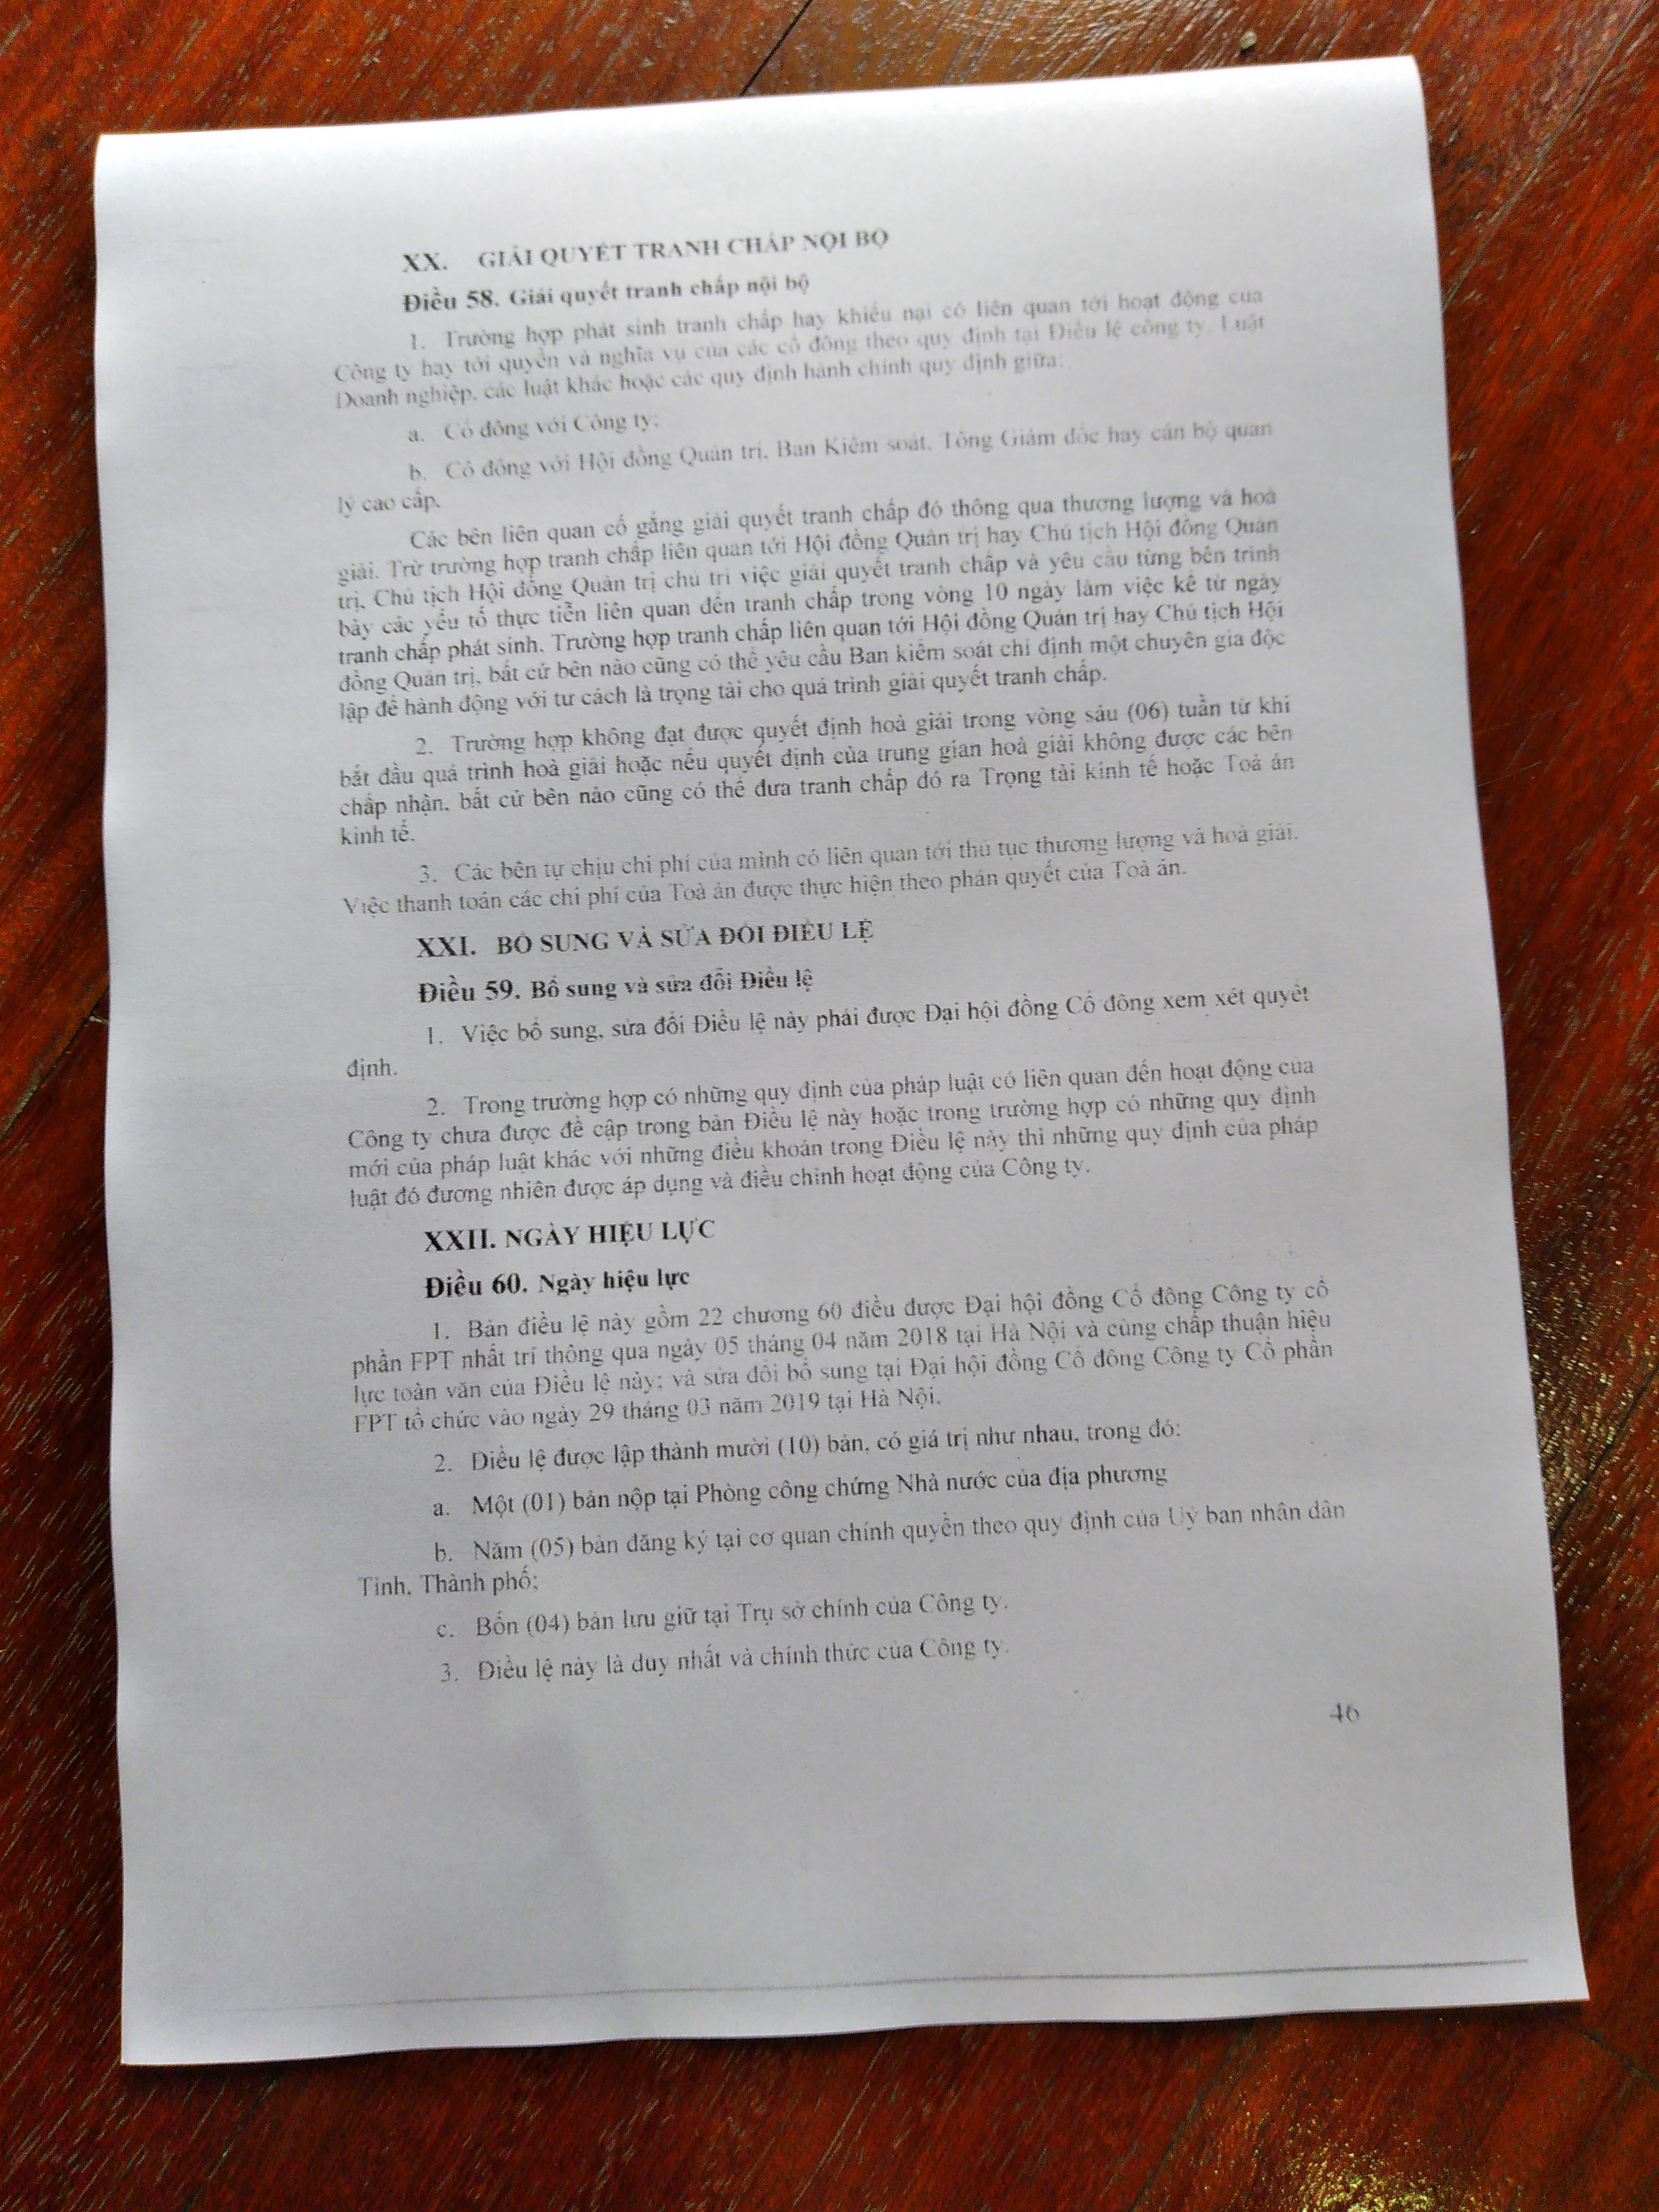 XX. GIẢI QUYẾT TRANH CHẤP NỘI BỘ
Điều 58. Giải quyết tranh chấp nội bộ
1. Trường hợp phát sinh tranh chấp hay khiếu nại có liên quan tới hoạt động của
Công ty hay tới quyền và nghĩa vụ của các cổ đông theo quy định tại Điều lệ công ty, Luật
Doanh nghiệp, các luật khác hoặc các quy định hành chính quy định giữa:
a. Cổ đông với Công ty;
b. Cổ đông với Hội đồng Quản trị, Ban Kiểm soát, Tổng Giám đốc hay cán bộ quan
lý cao cấp.
Các bên liên quan cố gắng giải quyết tranh chấp đó thông qua thương lượng và hoà
giải. Trừ trường hợp tranh chấp liên quan tới Hội đồng Quản trị hay Chủ tịch Hội đồng Quản
trị, Chủ tịch Hội đồng Quản trị chủ trì việc giải quyết tranh chấp và yêu cầu từng bên trình
bày các yếu tố thực tiễn liên quan đến tranh chấp trong vòng 10 ngày làm việc kể từ ngày
tranh chấp phát sinh. Trường hợp tranh chấp liên quan tới Hội đồng Quản trị hay Chủ tịch Hội
đồng Quản trị, bất cứ bên nào cũng có thể yêu cầu Ban kiểm soát chỉ định một chuyên gia độc
lập để hành động với tư cách là trọng tài cho quá trình giải quyết tranh chấp.
2. Trường hợp không đạt được quyết định hoà giải trong vòng sáu (06) tuần từ khi
bắt đầu quá trình hoà giải hoặc nếu quyết định của trung gian hoà giải không được các bên
chấp nhận, bất cứ bên nào cũng có thể đưa tranh chấp đó ra Trọng tài kinh tế hoặc Toà án
kinh tế.
3. Các bên tự chịu chi phí của mình có liên quan tới thủ tục thương lượng và hoà giải.
Việc thanh toán các chi phí của Toà án được thực hiện theo phán quyết của Toà án.
XXI. BỔ SUNG VÀ SỬA ĐỔI ĐIỀU LỆ
Điều 59. Bổ sung và sửa đổi Điều lệ
1. Việc bổ sung, sửa đổi Điều lệ này phải được Đại hội đồng Cổ đông xem xét quyết
định.
2. Trong trường hợp có những quy định của pháp luật có liên quan đến hoạt động của
Công ty chưa được đề cập trong bản Điều lệ này hoặc trong trường hợp có những quy định
mới của pháp luật khác với những điều khoản trong Điều lệ này thì những quy định của pháp
luật đó đương nhiên được áp dụng và điều chỉnh hoạt động của Công ty.
XXII. NGÀY HIỆU LỰC
Điều 60. Ngày hiệu lực
1. Bản điều lệ này gồm 22 chương 60 điều được Đại hội đồng Cổ đông Công ty cổ
phần FPT nhất trí thông qua ngày 05 tháng 04 năm 2018 tại Hà Nội và cùng chấp thuận hiệu
lực toàn văn của Điều lệ này; và sửa đổi bổ sung tại Đại hội đồng Cổ đông Công ty Cổ phần
FPT tổ chức vào ngày 29 tháng 03 năm 2019 tại Hà Nội.
2. Điều lệ được lập thành mười (10) bản, có giá trị như nhau, trong đó:
a. Một (01) bản nộp tại Phòng công chứng Nhà nước của địa phương
b. Năm (05) bản đăng ký tại cơ quan chính quyền theo quy định của Uỷ ban nhân dân
Tỉnh, Thành phố;
c. Bốn (04) bản lưu giữ tại Trụ sở chính của Công ty.
3. Điều lệ này là duy nhất và chính thức của Công ty.
46